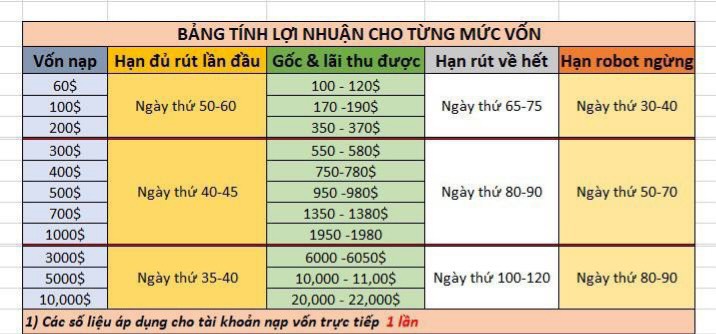 BẢNG TÍNH LỢI NHUẬN CHO TỪNG MỨC VỐN
Vốn nạp Hạn đủ rút lần đầu Gốc & lãi thu được Hạn rút về hết Hạn robot ngừng
60$ 100 - 120$
100$ Ngày thứ 50-60 170 -190$ Ngày thứ 65-75 Ngày thứ 30-40
200$ 350 - 370$
300$ 550 - 580$
400$ 750-780$
500$ Ngày thứ 40-45 950 -980$ Ngày thứ 80-90 Ngày thứ 50-70
700$ 1350 - 1380$
1000$ 1950 -1980
3000$ 6000 -6050$
5000$ Ngày thứ 35-40 10,000 - 11,00$ Ngày thứ 100-120 Ngày thứ 80-90
10,000$ 20,000 - 22,000$
1) Các số liệu áp dụng cho tài khoản nạp vốn trực tiếp 1 lần